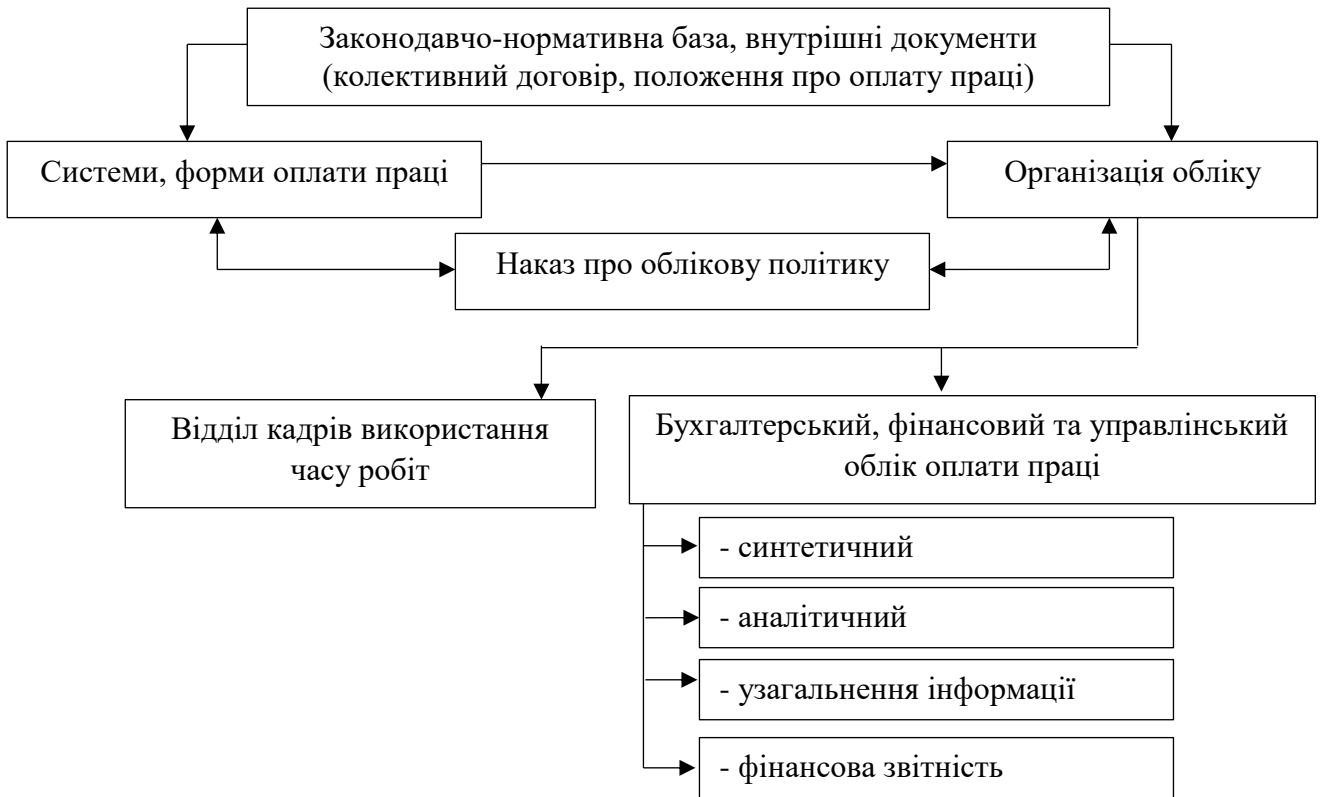 Законодавчо-нормативна база, внутрішні документи
(колективний договір, положення про оплату праці)
Системи, форми оплати праці
Організація обліку
Наказ про облікову політику
Відділ кадрів використання
часу робіт
Бухгалтерський, фінансовий та управлінський
облік оплати праці
- синтетичний
- аналітичний
- узагальнення інформації
- фінансова звітність